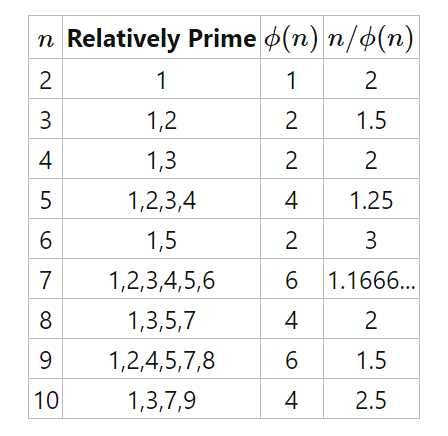 n Relatively Prime ϕ(n) n/ϕ(n)
2 1 1 2
3 1,2 2 1.5
4 1,3 2 2
5 1,2,3,4 4 1.25
6 1,5 2 3
7 1,2,3,4,5,6 6 1.1666...
8 1,3,5,7 4 2
9 1,2,4,5,7,8 6 1.5
10 1,3,7,9 4 2.5